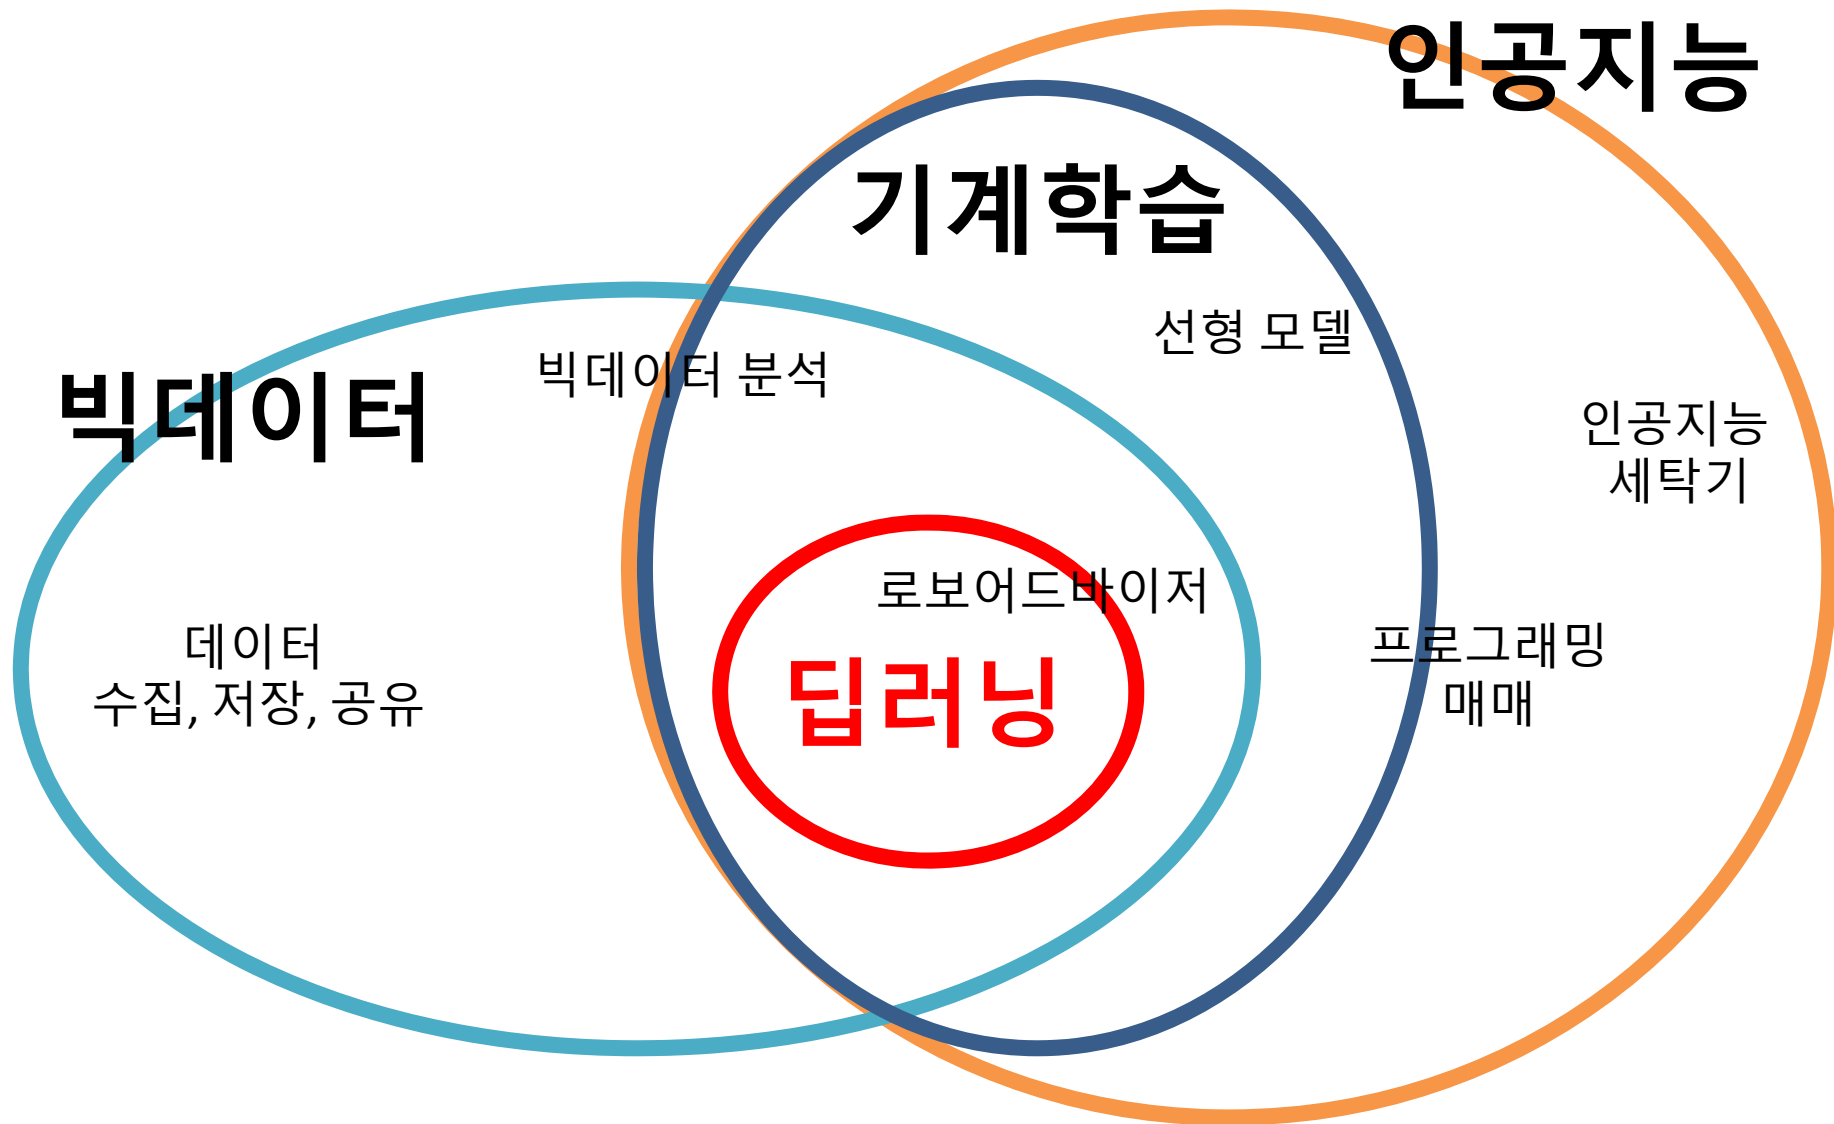 인공지능
기계학습
선형 모델
빅데이터 분석
빅데이터
인공지능
세탁기
로보어드바이저
데이터
수집, 저장, 공유
딥러닝
프로그래밍
매매